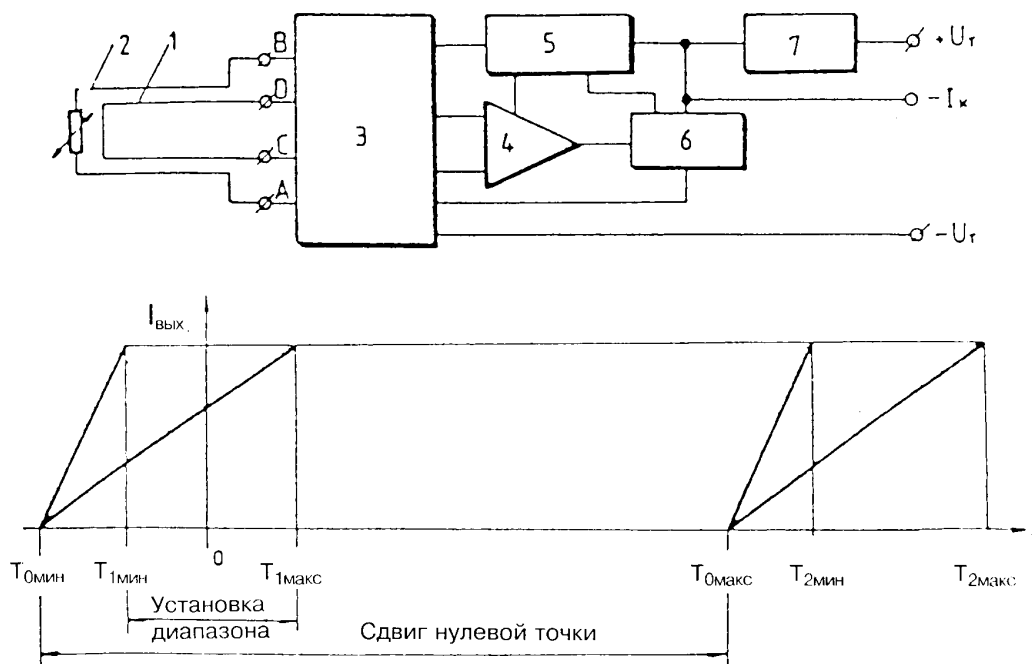 2 1 B 5 7 +Uт
D −Iк
3 4 6
C
A
−Uт
Iвых.
0
T0мин T1мин T1макс T0макс T2мин T2макс
Установка
диапазона
Сдвиг нулевой точки